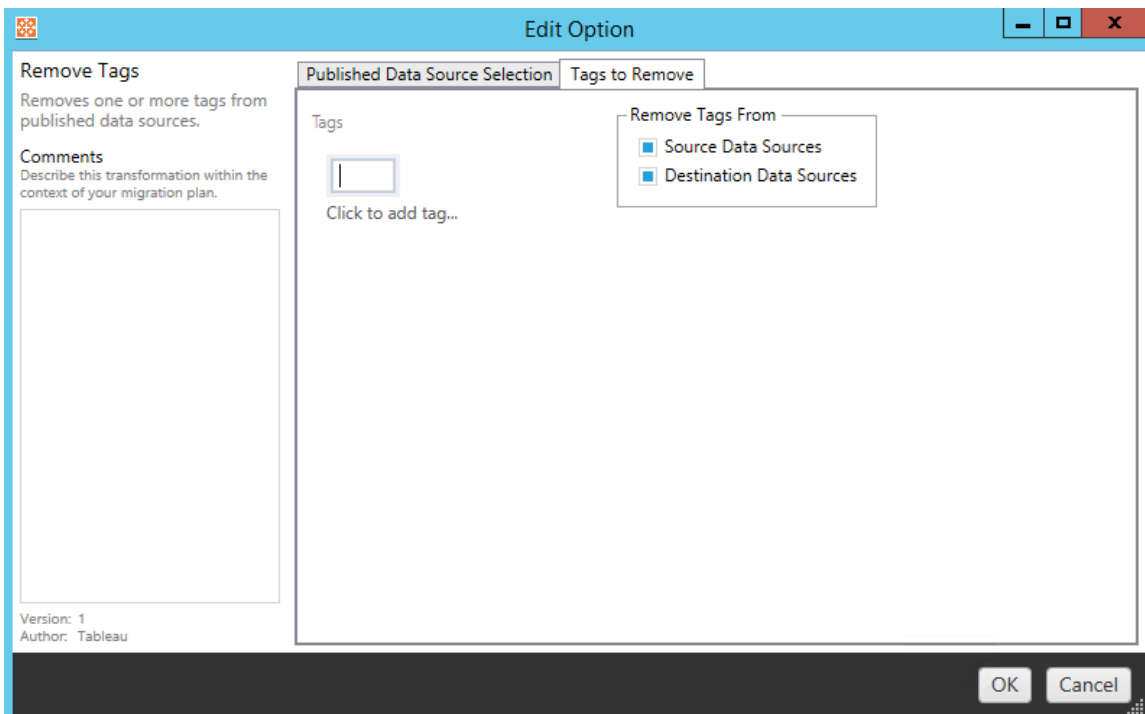 Edit Option
x
Remove Tags
Removes one or more tags from
published data sources.
Comments
Describe this transformation within the
context of your migration plan.
Version: 1
Author: Tableau
Published Data Source Selection
Tags to Remove
Tags
Click to add tag...
Remove Tags From
Source Data Sources
Destination Data Sources
OK
Cancel